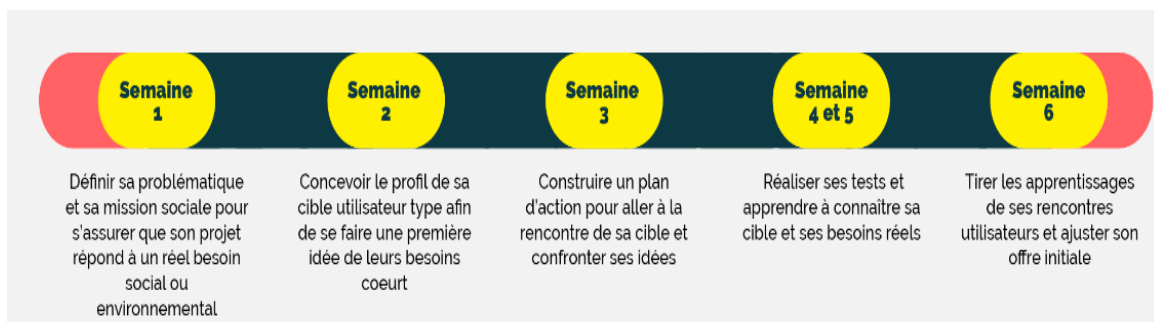 Semaine
1
Définir sa problématique
et sa mission sociale pour
s'assurer que son projet
répond à un réel besoin
social ou
environnemental
Semaine
2
Concevoir le profil de sa
cible utilisateur type afin
de se faire une première
idée de leurs besoins
coeurt
Semaine
3
Construire un plan
d'action pour aller à la
rencontre de sa cible et
confronter ses idées
Semaine
4 et 5
Réaliser ses tests et
apprendre à connaître sa
cible et ses besoins réels
Semaine
6
Tirer les apprentissages
de ses rencontres
utilisateurs et ajuster son
offre initiale